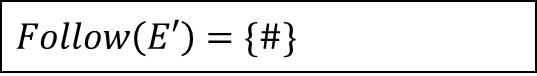 Follow(E′) = {#}